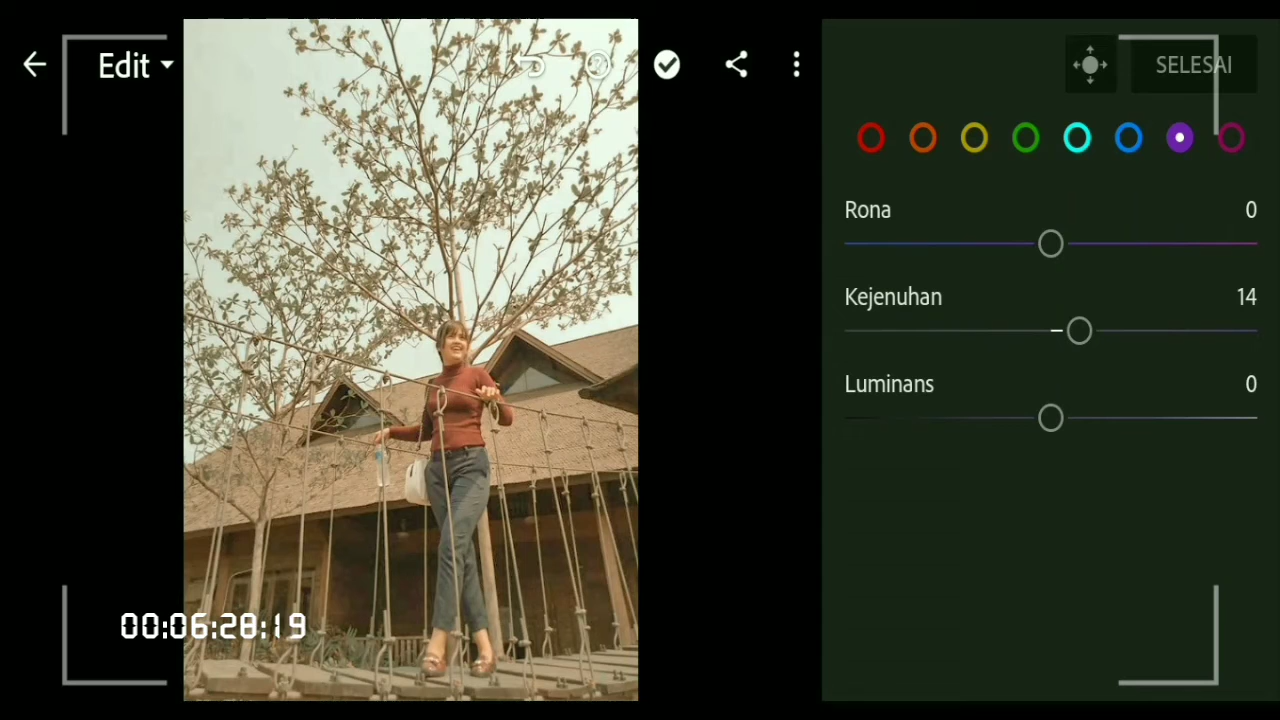 Edit
SELESAI
Rona 0
Kejenuhan 14
Luminans 0
00:06:28:19